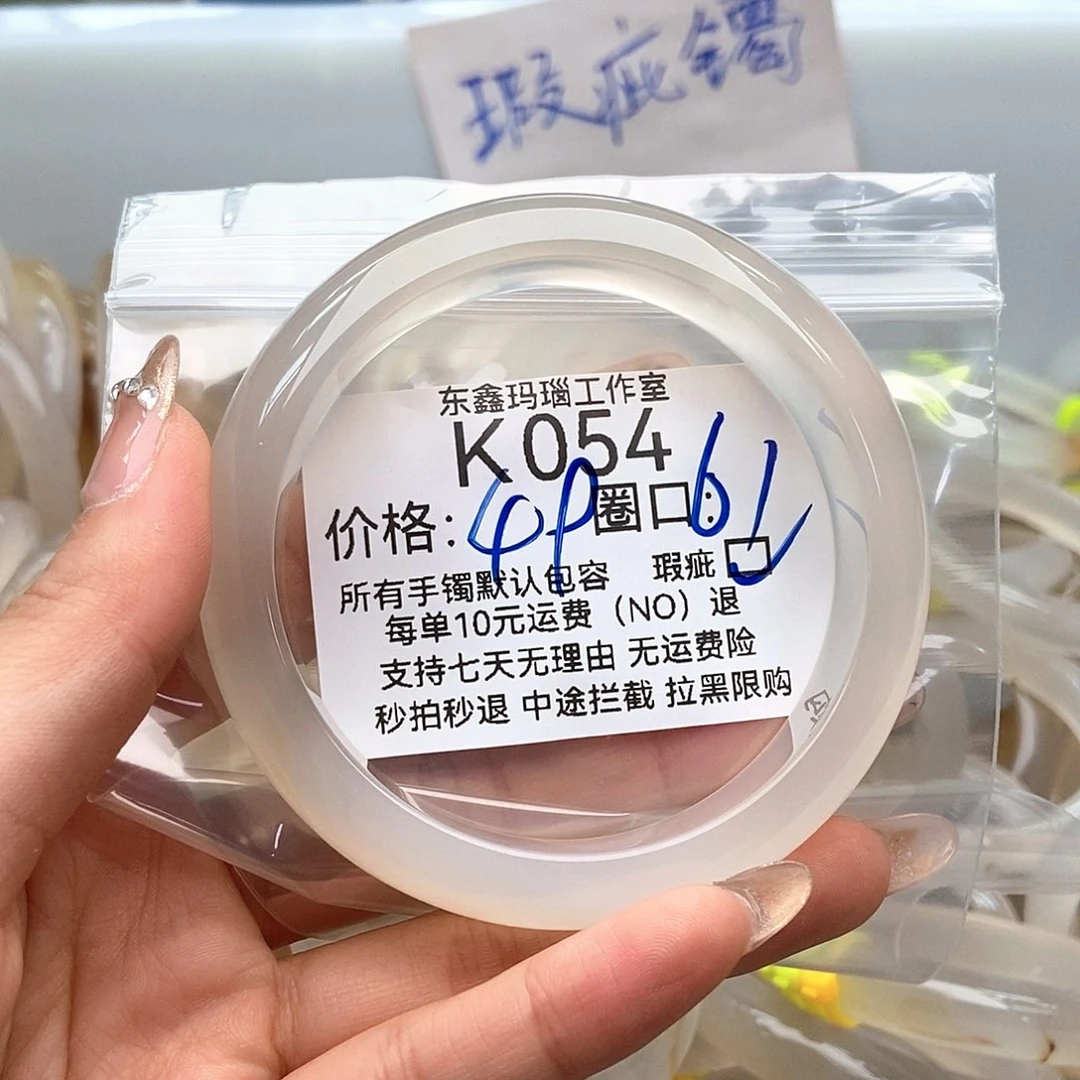 瑕疵镯
东鑫玛瑙工作室
K054
价格: 49 圈口: 61
所有手镯默认包容 瑕疵 □
每单10元运费（NO）退
支持七天无理由 无运费险
秒拍秒退 中途拦截 拉黑限购